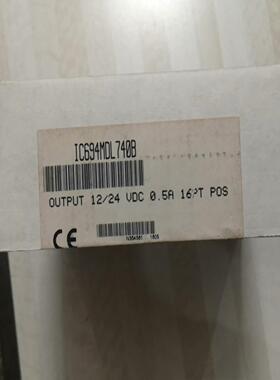 IC694MDL740B
OUTPUT 12/24 VDC 0.5A 16PT POS
CE